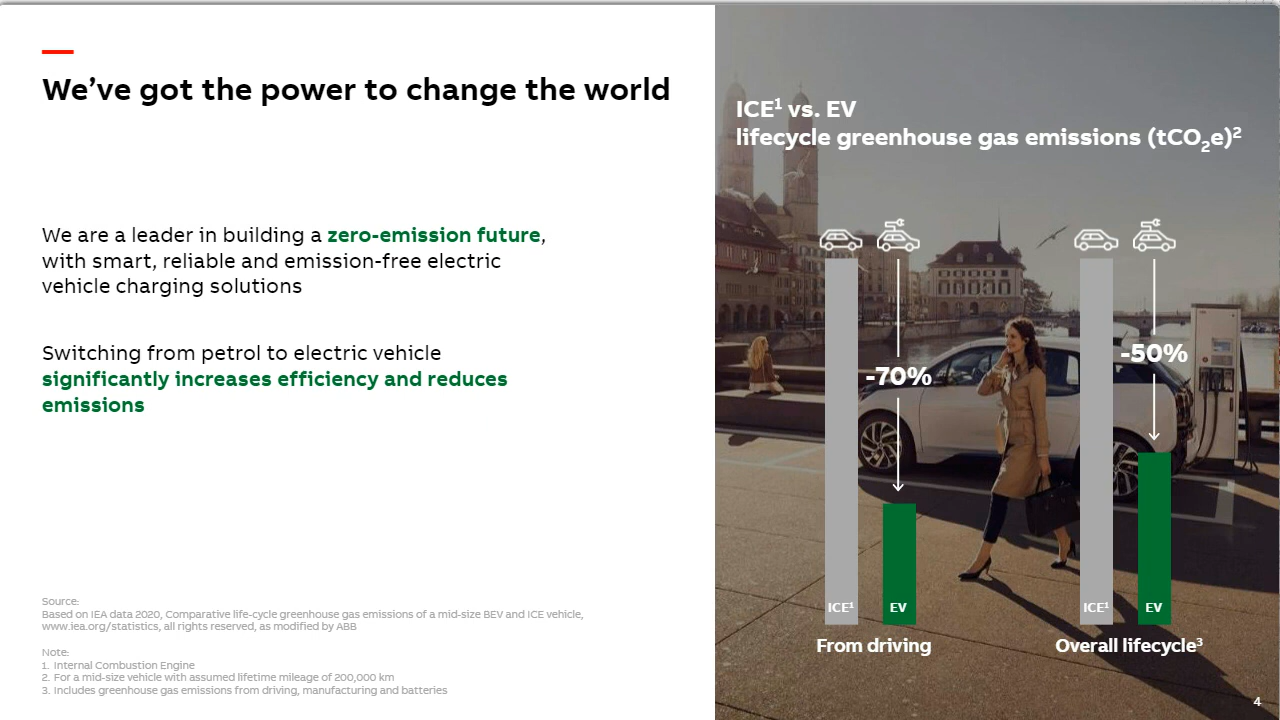 We've got the power to change the world
We are a leader in building a zero-emission future,
with smart, reliable and emission-free electric
vehicle charging solutions
Switching from petrol to electric vehicle
significantly increases efficiency and reduces
emissions
Source:
Based on IEA data 2020, Comparative life-cycle greenhouse gas emissions of a mid-size BEV and ICE vehicle,
www.iea.org/statistics, all rights reserved, as modified by ABB
Note:
1. Internal Combustion Engine
2. For a mid-size vehicle with assumed lifetime mileage of 200,000 km
3. Includes greenhouse gas emissions from driving, manufacturing and batteries
ICE¹ vs. EV
lifecycle greenhouse gas emissions (tCO₂e)²
-70%
ICE¹
EV
From driving
-50%
ICE¹
EV
Overall lifecycle³
4